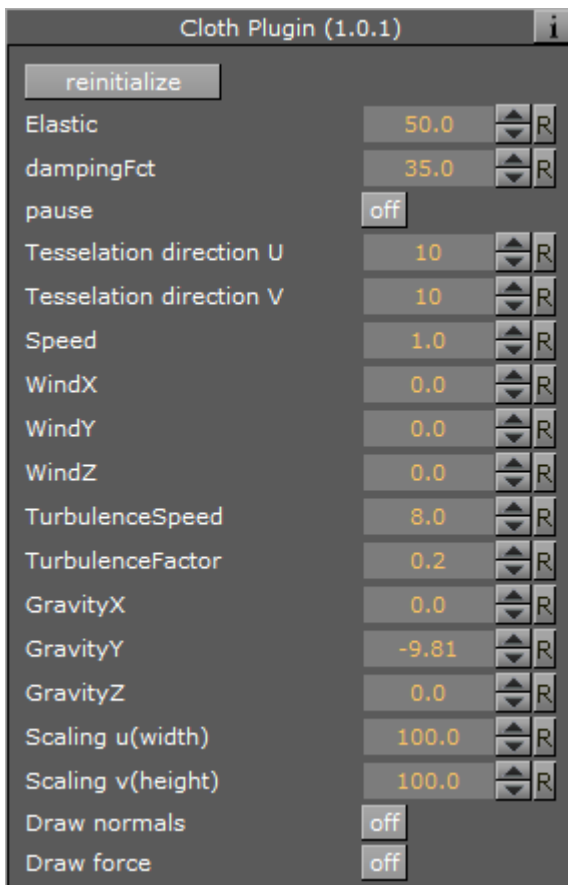 Cloth Plugin (1.0.1) i
reinitialize
Elastic 50.0 R
dampingFct 35.0 R
pause off
Tesselation direction U 10 R
Tesselation direction V 10 R
Speed 1.0 R
WindX 0.0 R
WindY 0.0 R
WindZ 0.0 R
TurbulenceSpeed 8.0 R
TurbulenceFactor 0.2 R
GravityX 0.0 R
GravityY -9.81 R
GravityZ 0.0 R
Scaling u(width) 100.0 R
Scaling v(height) 100.0 R
Draw normals off
Draw force off